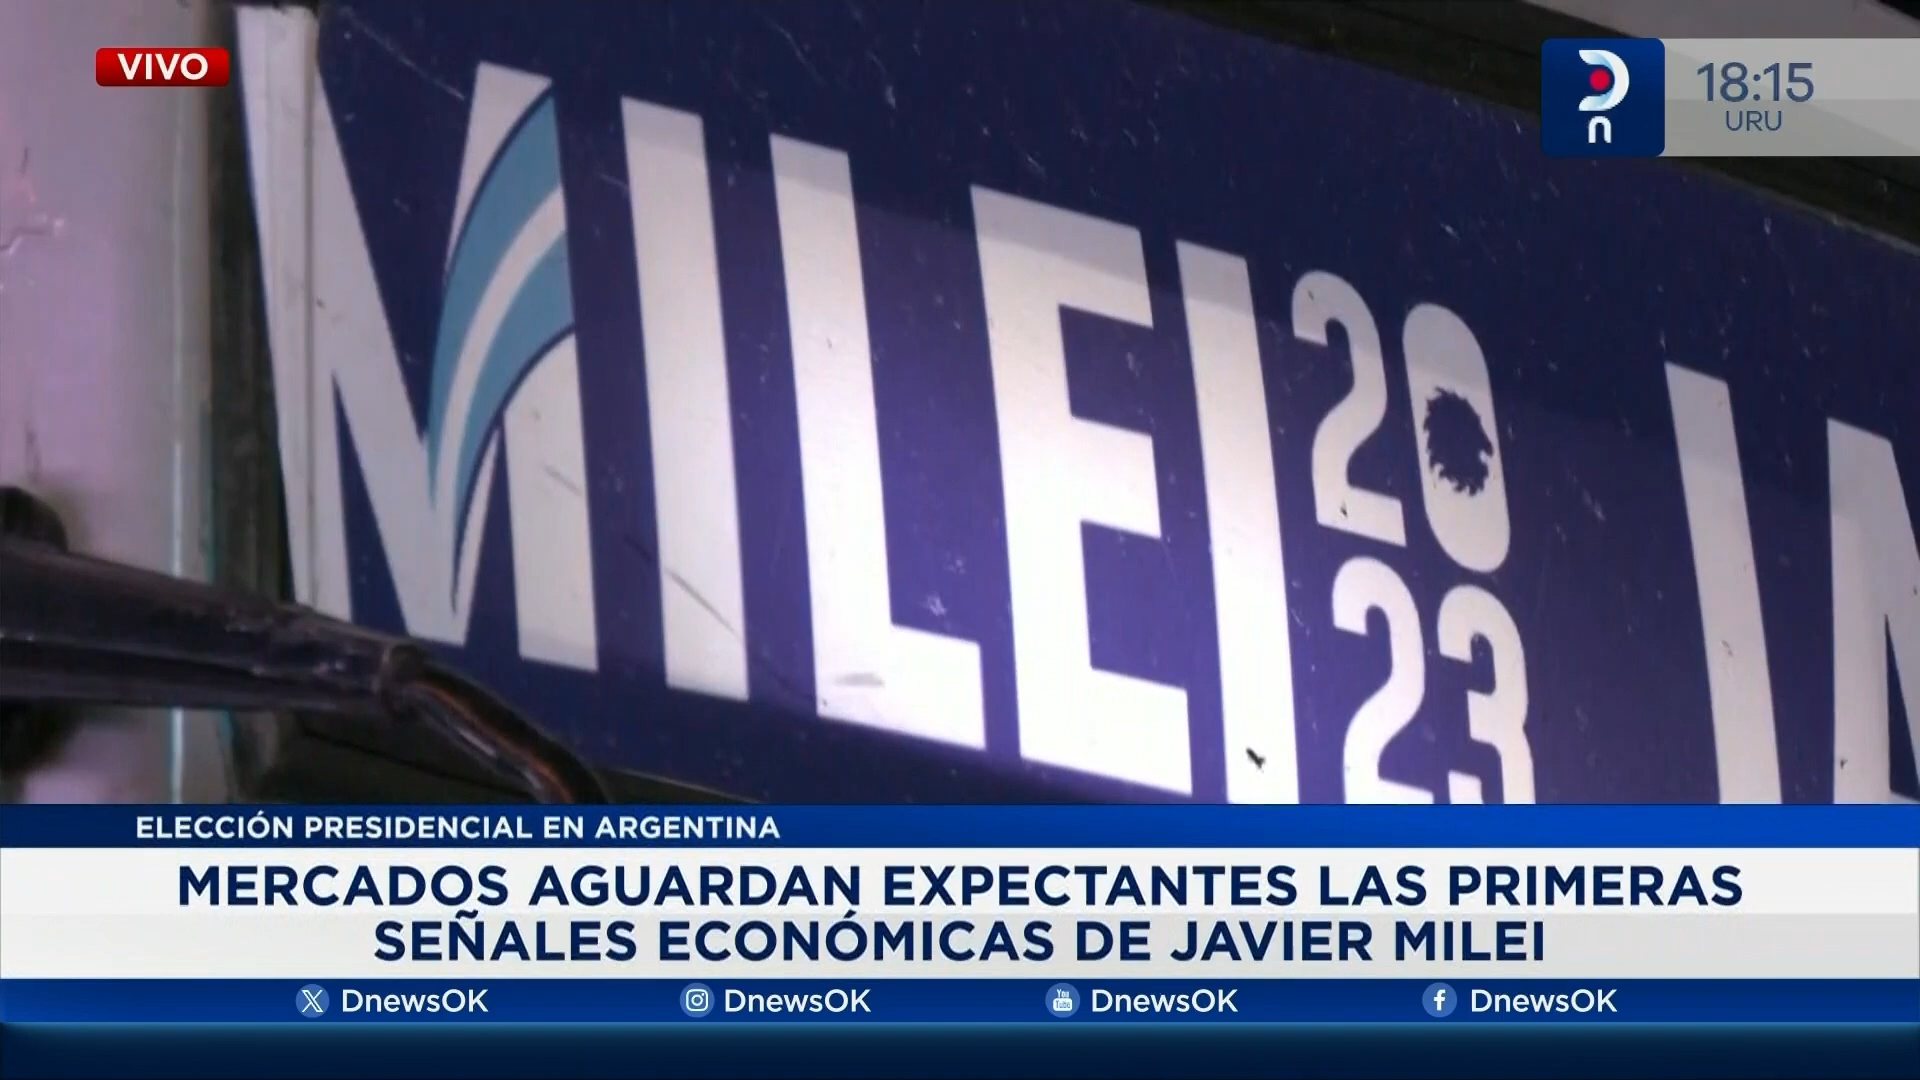 VIVO
18:15
URU
MILEI
20
23
ELECCIÓN PRESIDENCIAL EN ARGENTINA
MERCADOS AGUARDAN EXPECTANTES LAS PRIMERAS
SEÑALES ECONÓMICAS DE JAVIER MILEI
DnewsOK
DnewsOK
DnewsOK
DnewsOK